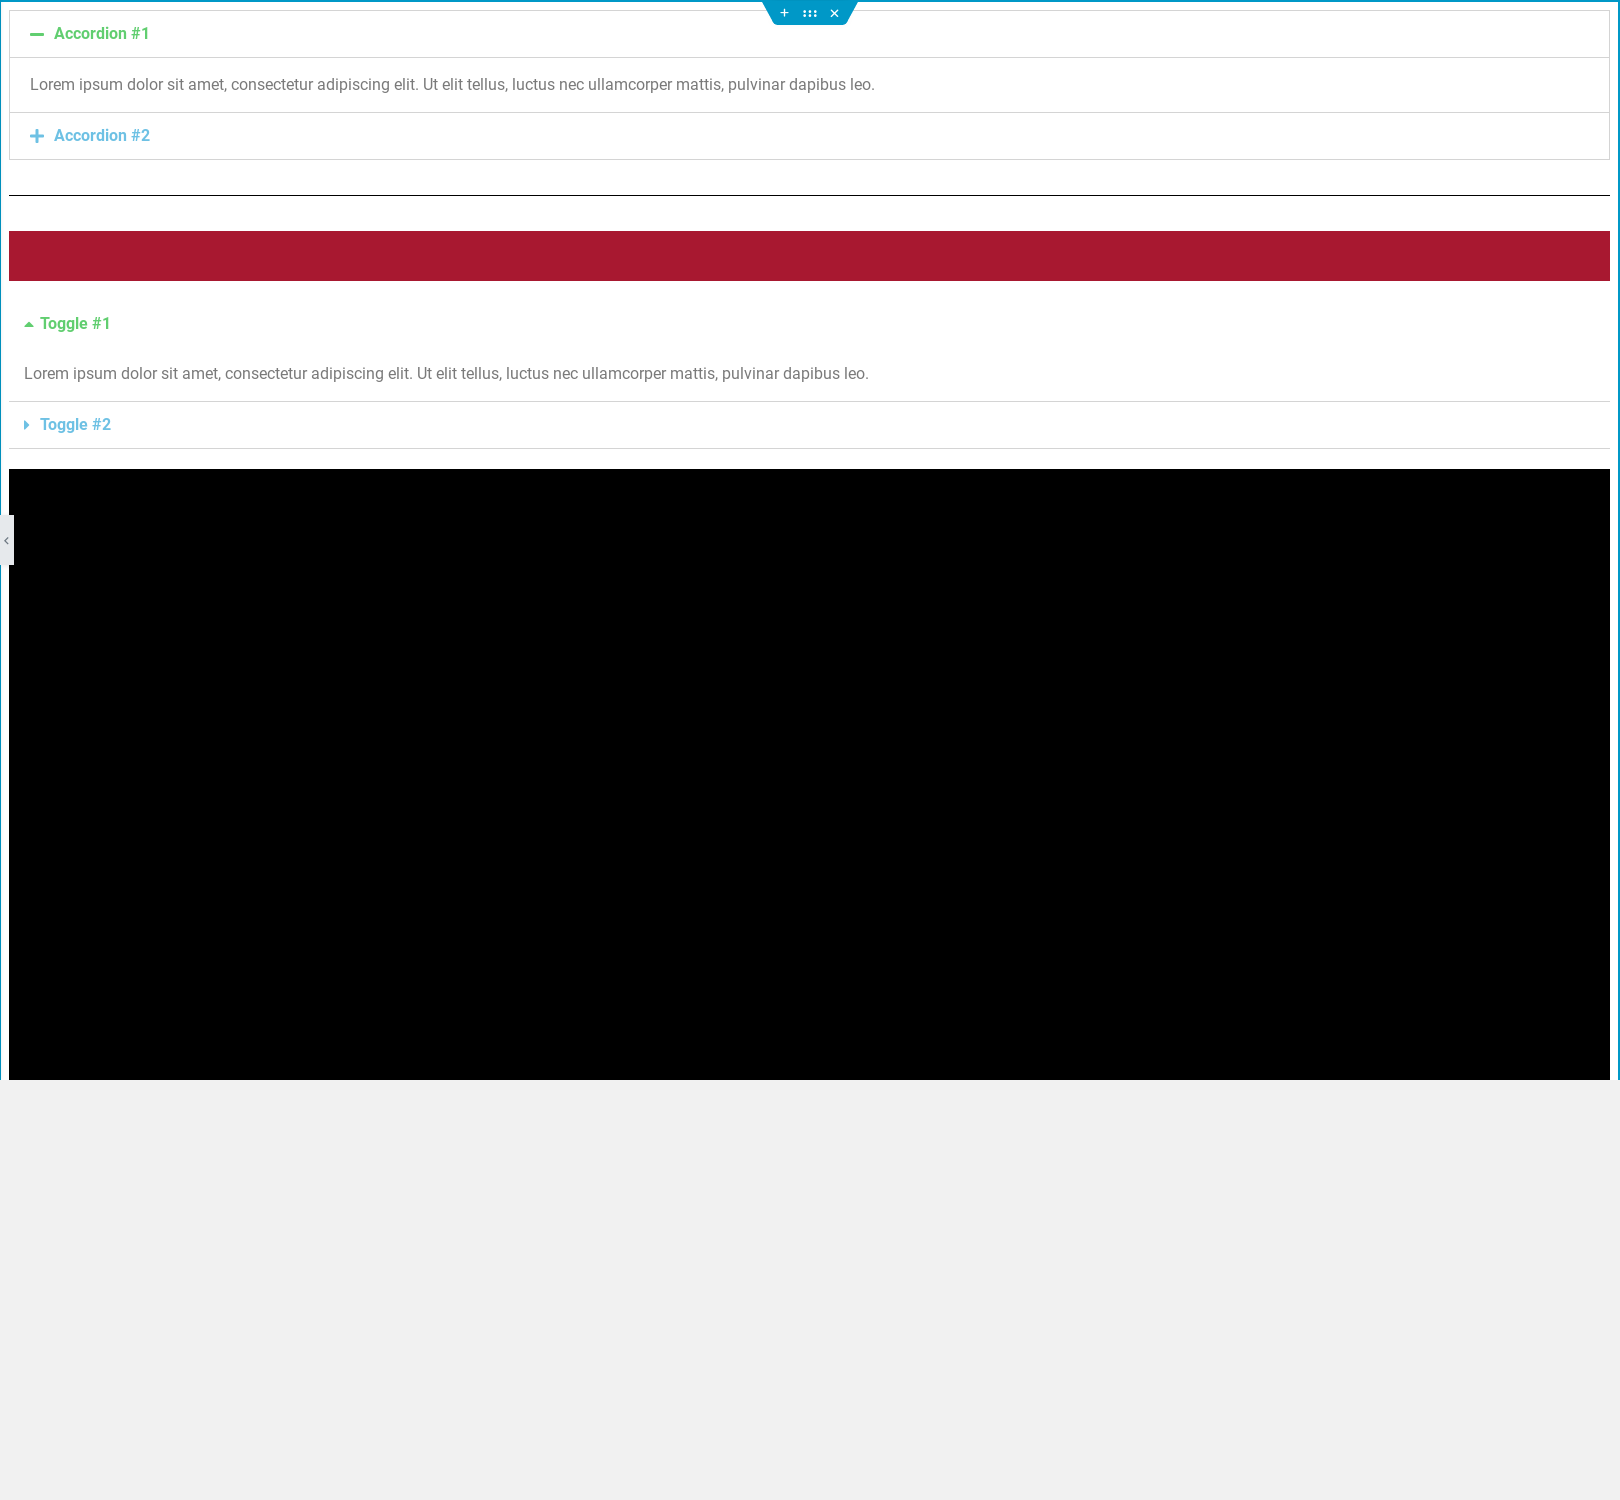 Accordion #1
Lorem ipsum dolor sit amet, consectetur adipiscing elit. Ut elit tellus, luctus nec ullamcorper mattis, pulvinar dapibus leo.
Accordion #2
Toggle #1
Lorem ipsum dolor sit amet, consectetur adipiscing elit. Ut elit tellus, luctus nec ullamcorper mattis, pulvinar dapibus leo.
Toggle #2